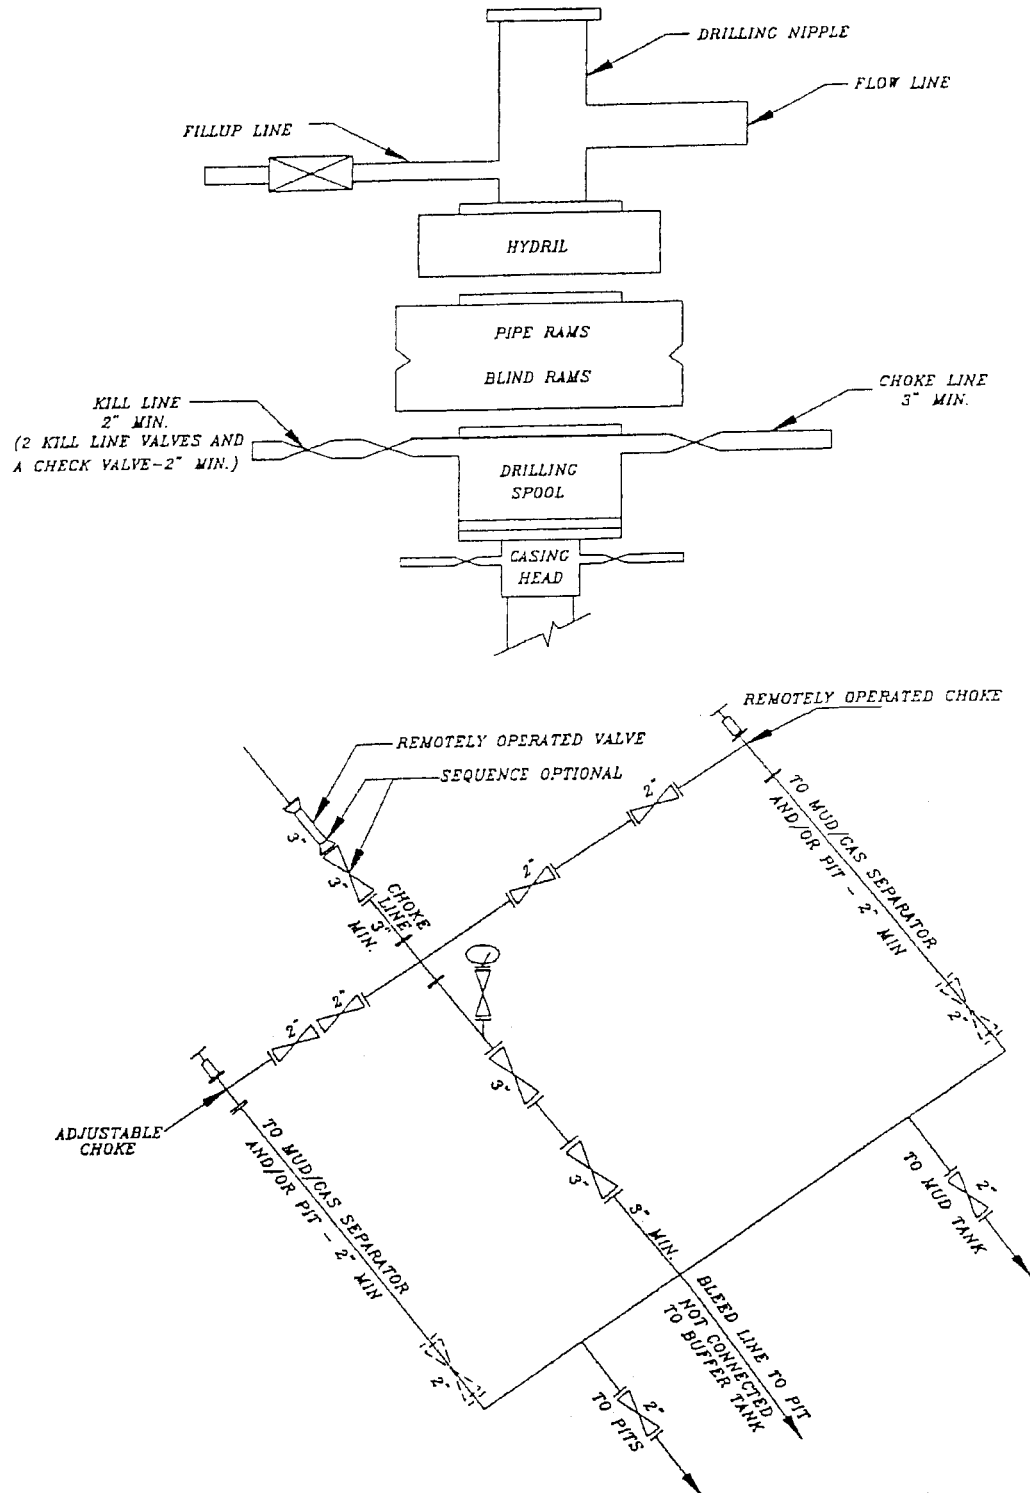 DRILLING NIPPLE
FLOW LINE
FILLUP LINE
HYDRIL
PIPE RAMS
BLIND RAMS
CHOKE LINE
3" MIN.
KILL LINE
2" MIN.
(2 KILL LINE VALVES AND
A CHECK VALVE-2" MIN.)
DRILLING
SPOOL
CASING
HEAD
REMOTELY OPERATED CHOKE
REMOTELY OPERATED VALVE
SEQUENCE OPTIONAL
3"
3"
CHOKE
LINE
3"
MIN.
2"
2"
TO MUD/GAS SEPARATOR
AND/OR PIT - 2" MIN
2"
2"
2"
3"
3"
3" MIN.
2"
ADJUSTABLE
CHOKE
TO MUD/GAS SEPARATOR
AND/OR PIT - 2" MIN
2"
TO MUD TANK
2"
BLEED LINE TO PIT
NOT CONNECTED
TO BUFFER TANK
2"
TO PITS